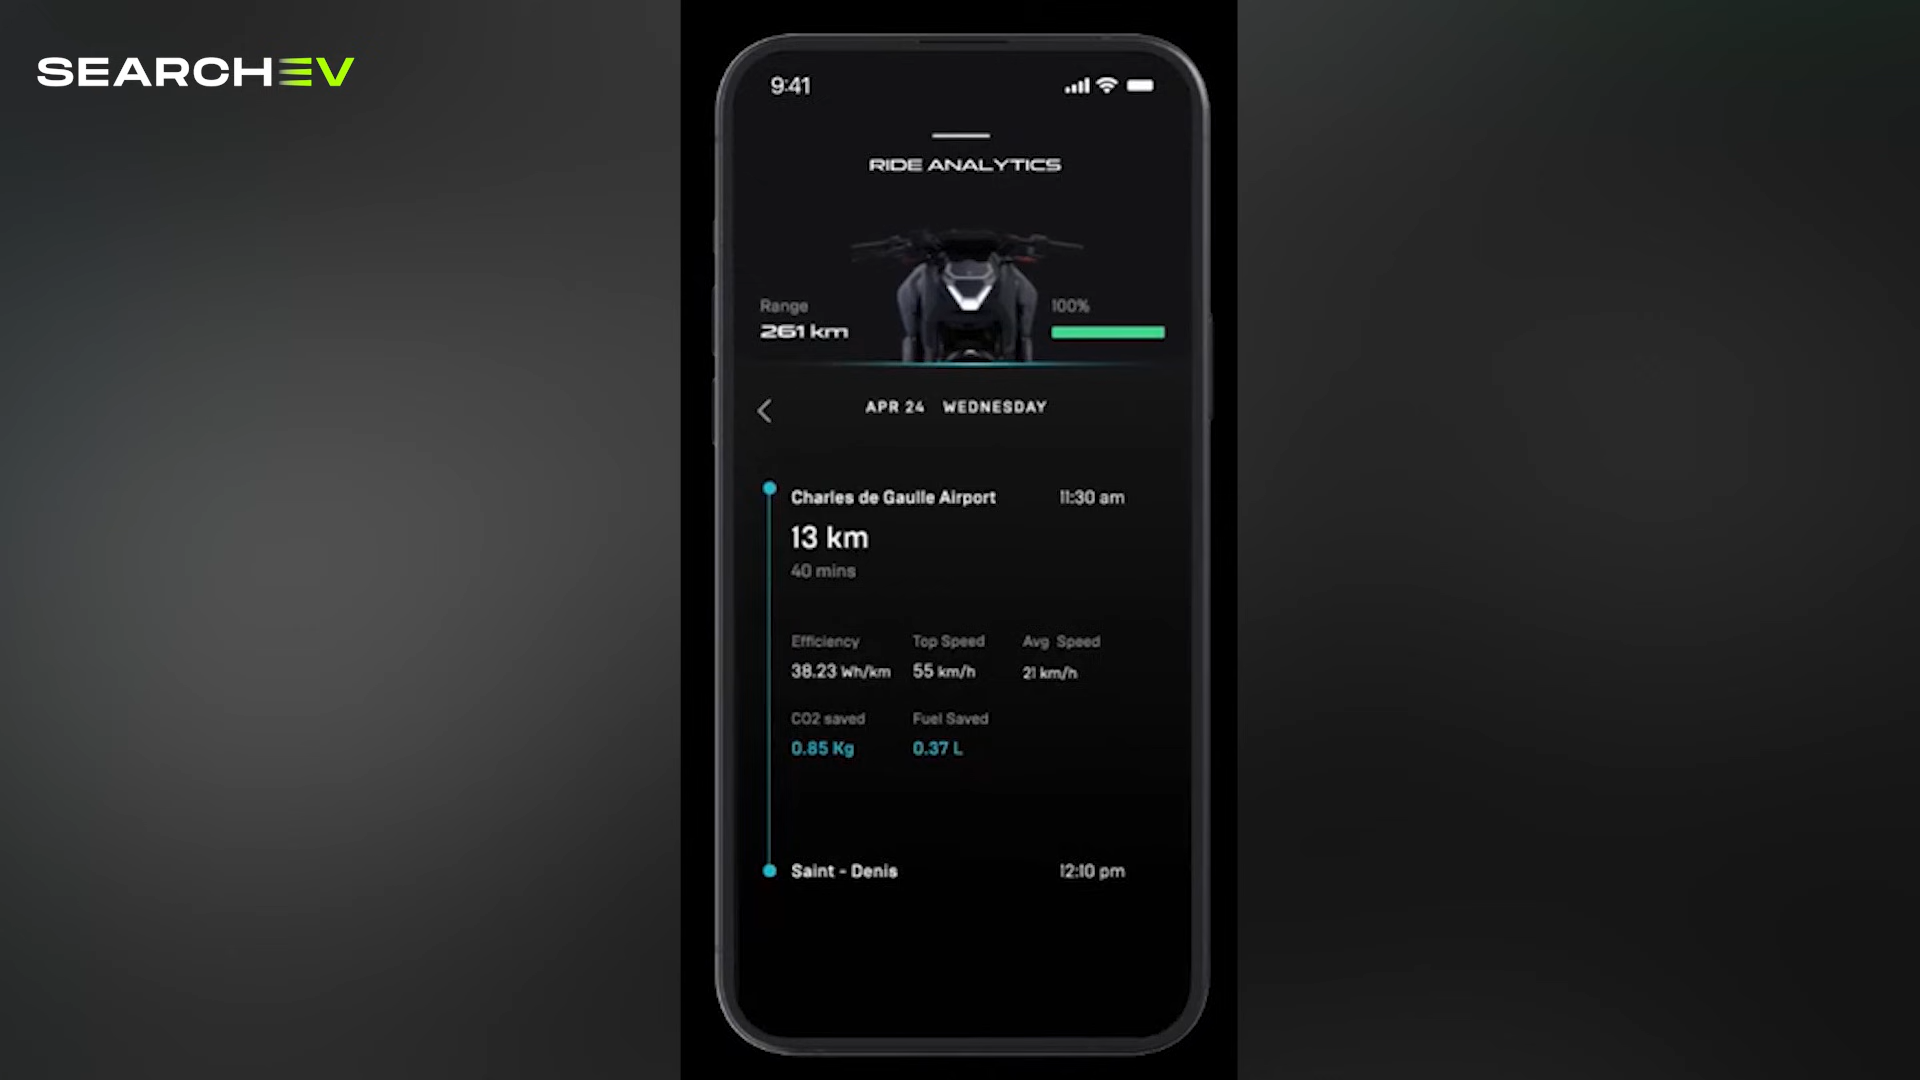 SEARCHEV
9:41
RIDE ANALYTICS
Range
100%
261 km
APR 24 WEDNESDAY
Charles de Gaulle Airport 11:30 am
13 km
40 mins
Efficiency Top Speed Avg Speed
38.23 Wh/km 55 km/h 21 km/h
CO2 saved Fuel Saved
0.85 Kg 0.37 L
Saint - Denis 12:10 pm